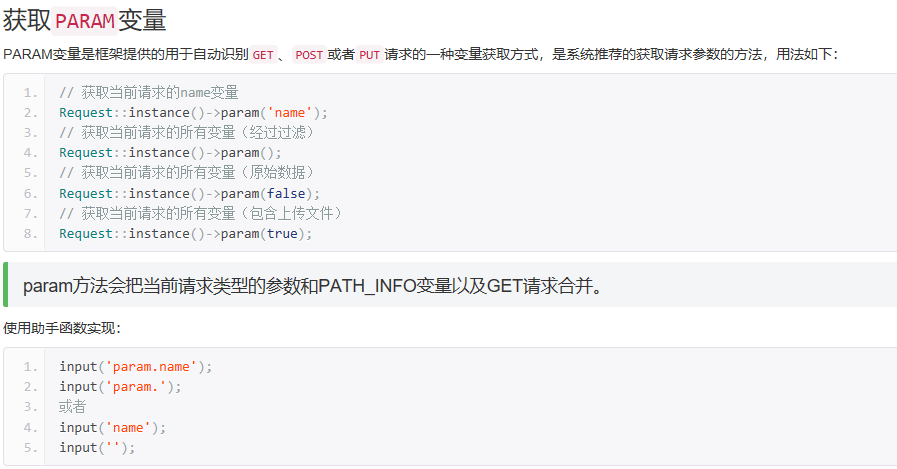 获取PARAM变量
PARAM变量是框架提供的用于自动识别 GET 、 POST 或者 PUT 请求的一种变量获取方式，是系统推荐的获取请求参数的方法，用法如下：
1. // 获取当前请求的name变量
2. Request::instance()->param('name');
3. // 获取当前请求的所有变量（经过过滤）
4. Request::instance()->param();
5. // 获取当前请求的所有变量（原始数据）
6. Request::instance()->param(false);
7. // 获取当前请求的所有变量（包含上传文件）
8. Request::instance()->param(true);
param方法会把当前请求类型的参数和PATH_INFO变量以及GET请求合并。
使用助手函数实现：
1. input('param.name');
2. input('param.');
3. 或者
4. input('name');
5. input('');